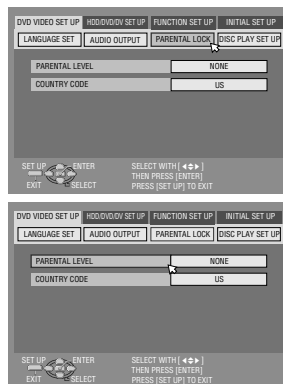 DVD VIDEO SET UP HDD/DVD/DV SET UP FUNCTION SET UP INITIAL SET UP
LANGUAGE SET AUDIO OUTPUT PARENTAL LOCK DISC PLAY SET UP
PARENTAL LEVEL NONE
COUNTRY CODE US
SET UP ENTER SELECT WITH [ ]
THEN PRESS [ENTER]
EXIT SELECT PRESS [SET UP] TO EXIT
DVD VIDEO SET UP HDD/DVD/DV SET UP FUNCTION SET UP INITIAL SET UP
LANGUAGE SET AUDIO OUTPUT PARENTAL LOCK DISC PLAY SET UP
PARENTAL LEVEL NONE
COUNTRY CODE US
SET UP ENTER SELECT WITH [ ]
THEN PRESS [ENTER]
EXIT SELECT PRESS [SET UP] TO EXIT